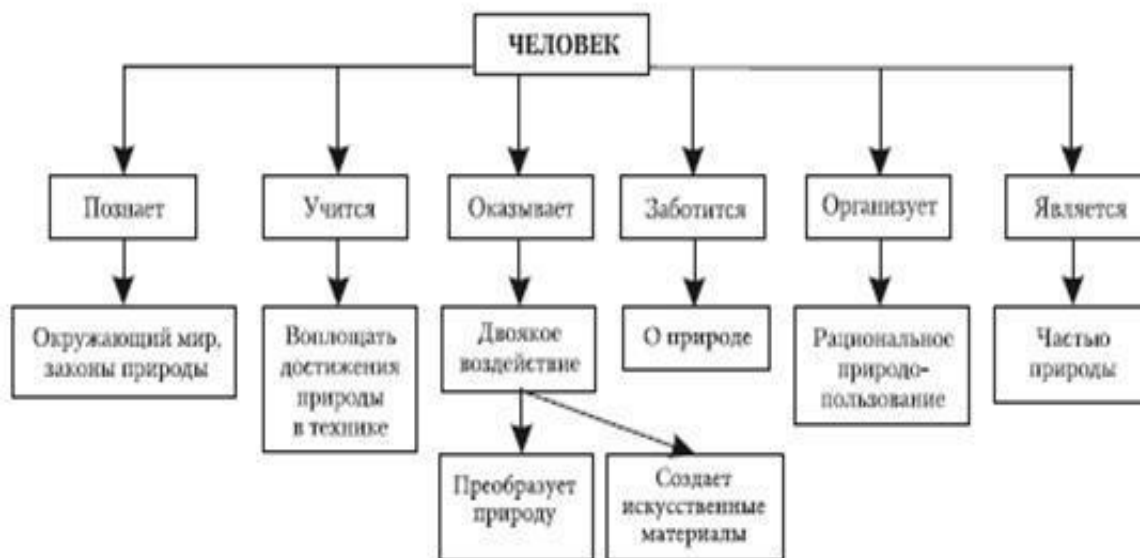 ЧЕЛОВЕК
Познает
Учится
Оказывает
Заботится
Организует
Является
Окружающий мир,
законы природы
Воплощать
достижения
природы
в технике
Двоякое
воздействие
О природе
Рациональное
природо-
пользование
Частью
природы
Преобразует
природу
Создает
искусственные
материалы